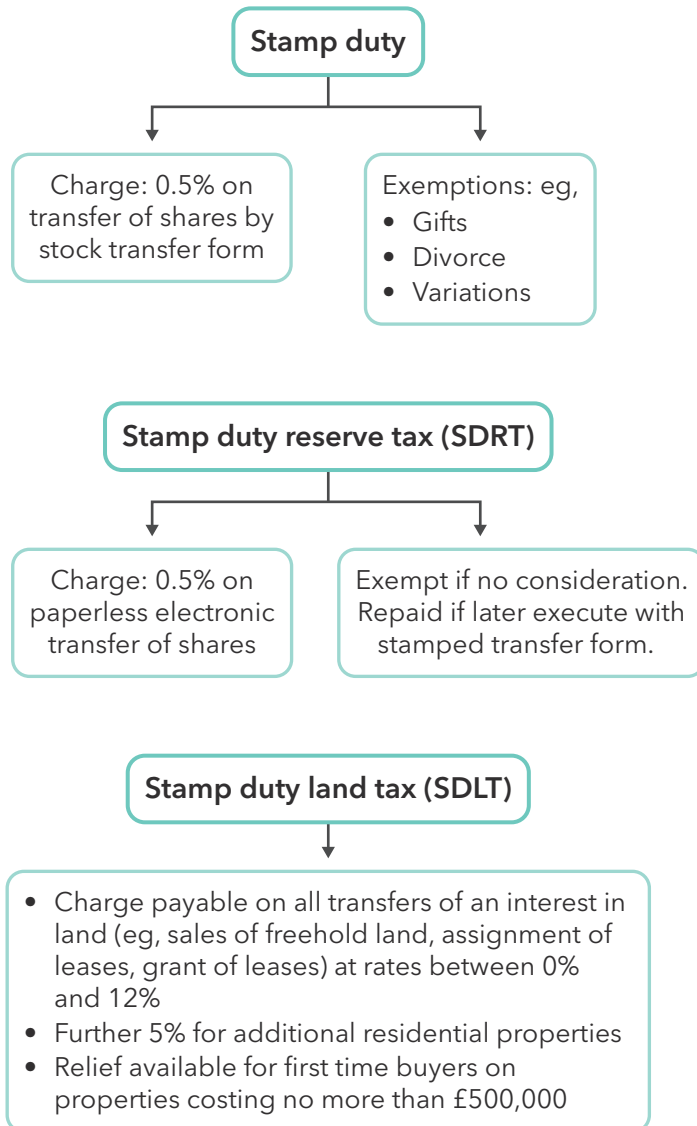 Stamp duty
Charge: 0.5% on
transfer of shares by
stock transfer form
Exemptions: eg,
• Gifts
• Divorce
• Variations
Stamp duty reserve tax (SDRT)
Charge: 0.5% on
paperless electronic
transfer of shares
Exempt if no consideration.
Repaid if later execute with
stamped transfer form.
Stamp duty land tax (SDLT)
• Charge payable on all transfers of an interest in
land (eg, sales of freehold land, assignment of
leases, grant of leases) at rates between 0%
and 12%
• Further 5% for additional residential properties
• Relief available for first time buyers on
properties costing no more than £500,000